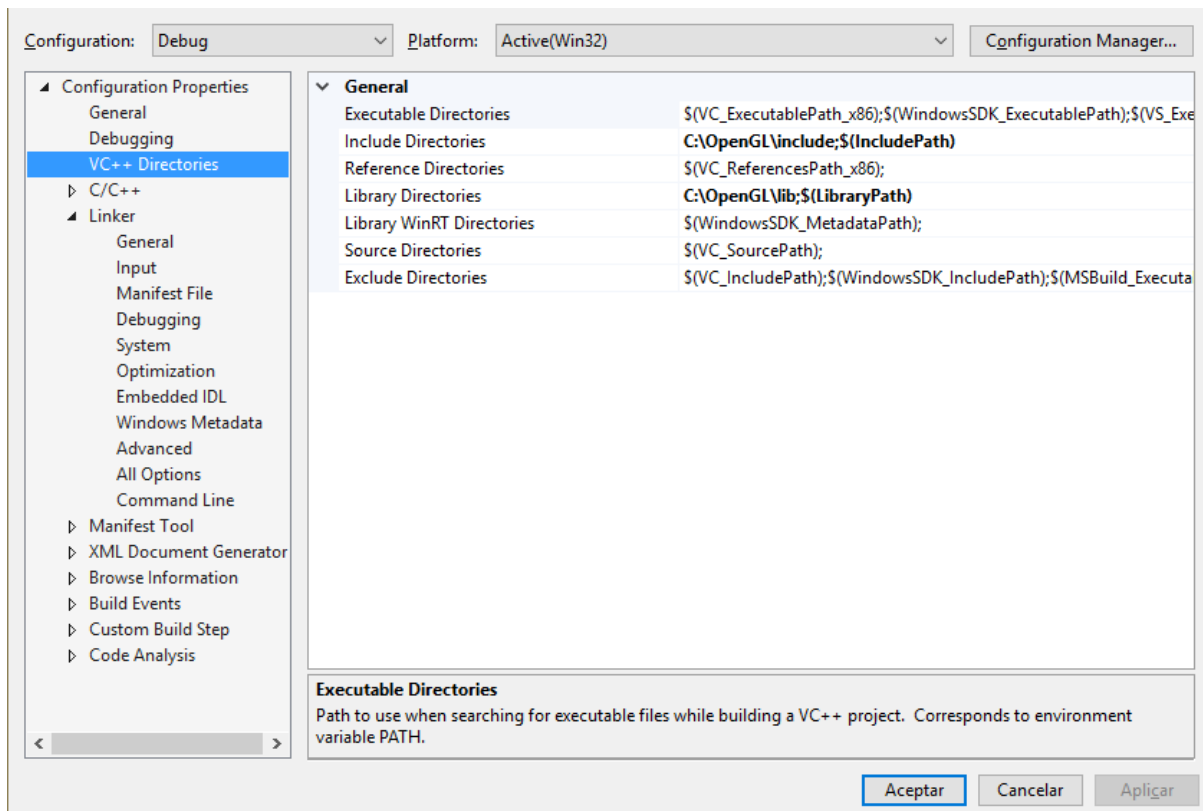 Configuration: Debug Platform: Active(Win32) Configuration Manager...
Configuration Properties
General
Debugging
VC++ Directories
C/C++
Linker
General
Input
Manifest File
Debugging
System
Optimization
Embedded IDL
Windows Metadata
Advanced
All Options
Command Line
Manifest Tool
XML Document Generator
Browse Information
Build Events
Custom Build Step
Code Analysis
General
Executable Directories $(VC_ExecutablePath_x86);$(WindowsSDK_ExecutablePath);$(VS_Exe
Include Directories C:\OpenGL\include;$(IncludePath)
Reference Directories $(VC_ReferencesPath_x86);
Library Directories C:\OpenGL\lib;$(LibraryPath)
Library WinRT Directories $(WindowsSDK_MetadataPath);
Source Directories $(VC_SourcePath);
Exclude Directories $(VC_IncludePath);$(WindowsSDK_IncludePath);$(MSBuild_Executa
Executable Directories
Path to use when searching for executable files while building a VC++ project.  Corresponds to environment
variable PATH.
Aceptar Cancelar Aplicar